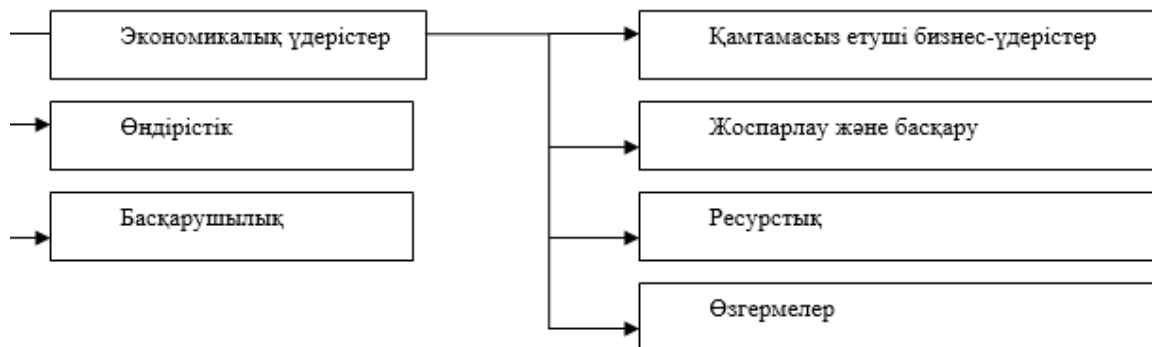 Экономикалық үдерістер
Өндірістік
Басқарушылық
Қамтамасыз етуші бизнес-үдерістер
Жоспарлау және басқару
Ресурстық
Өзгермелер